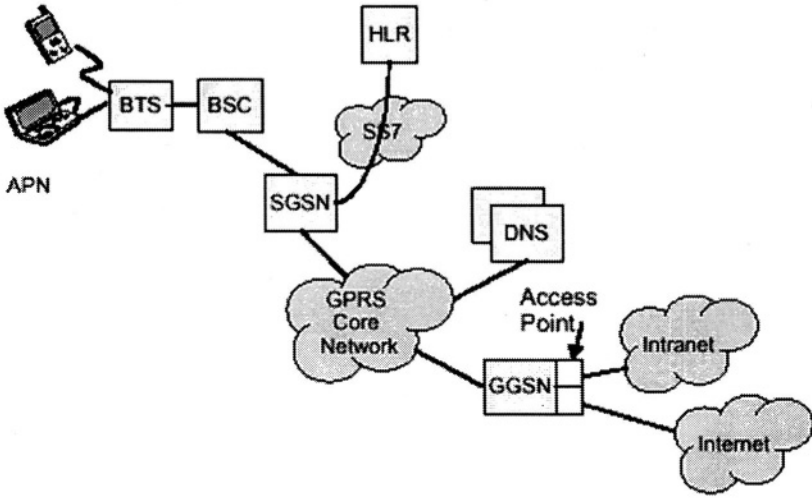 HLR
BTS
BSC
SS7
APN
SGSN
DNS
GPRS
Core
Network
Access
Point
GGSN
Intranet
Internet